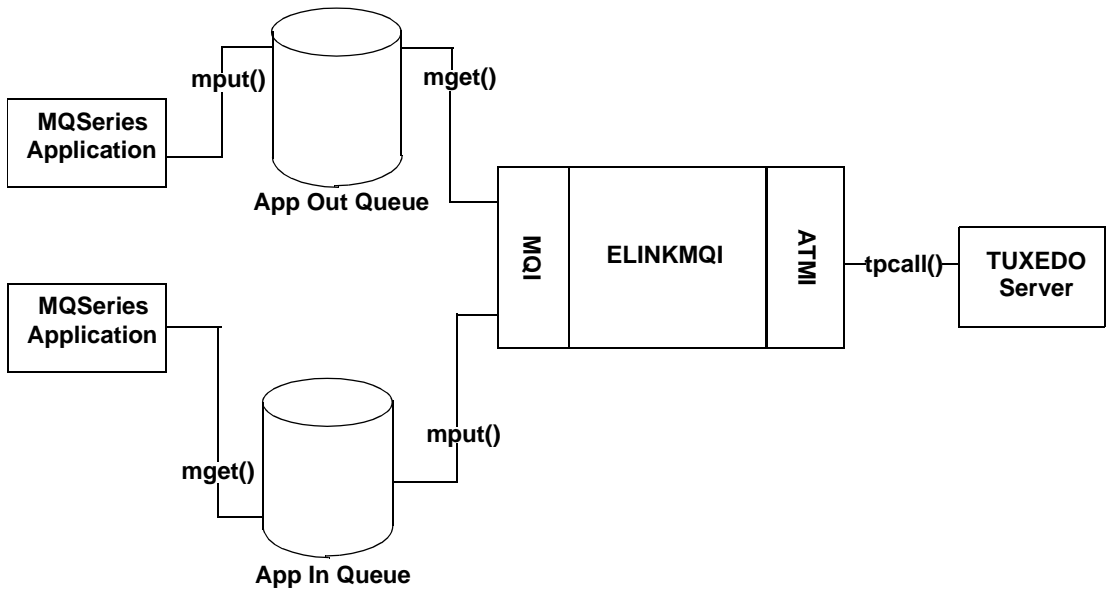 mput()
mget()
MQSeries
Application
App Out Queue
MQI
ELINKMQI
ATMI
tpcall()
TUXEDO
Server
MQSeries
Application
mput()
mget()
App In Queue